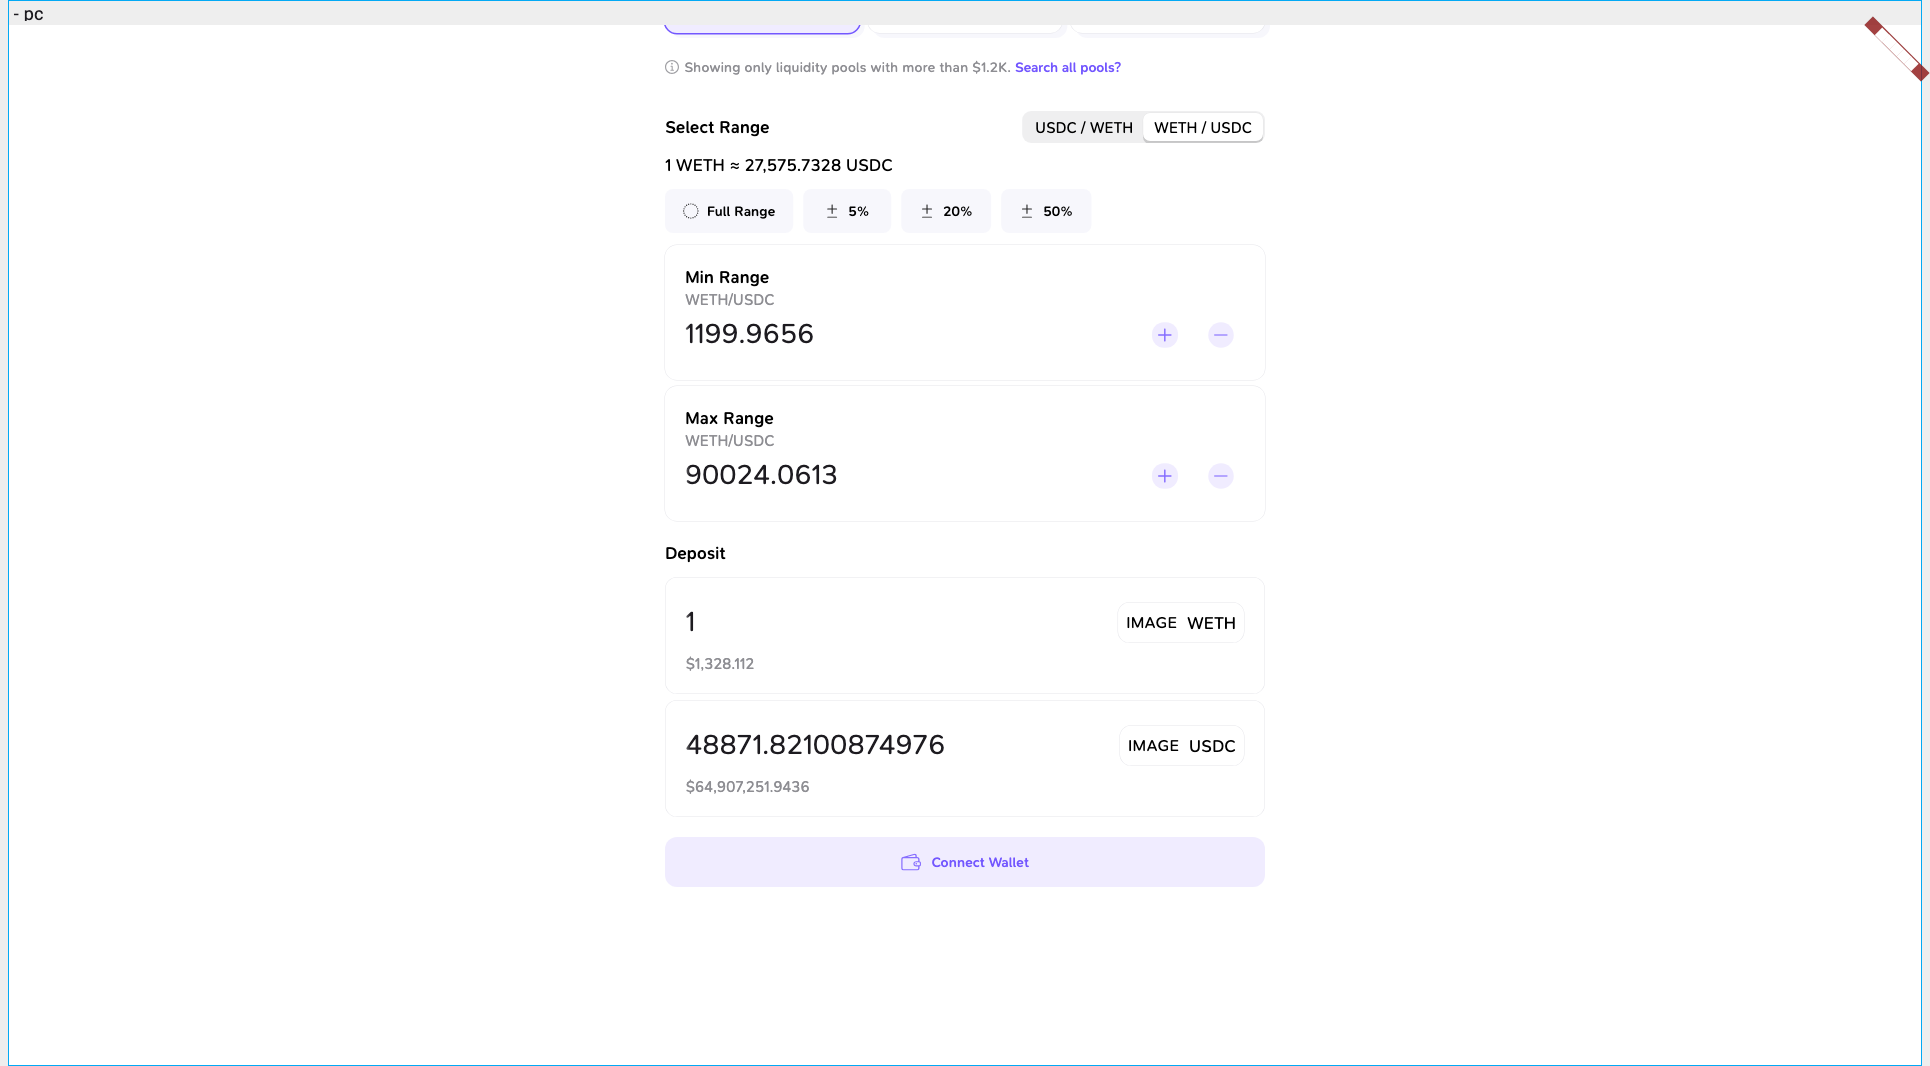 - pc
Showing only liquidity pools with more than $1.2K. Search all pools?
Select Range
USDC / WETH WETH / USDC
1 WETH ≈ 27,575.7328 USDC
Full Range ± 5% ± 20% ± 50%
Min Range
WETH/USDC
1199.9656
Max Range
WETH/USDC
90024.0613
Deposit
1 IMAGE WETH
$1,328.112
48871.82100874976 IMAGE USDC
$64,907,251.9436
Connect Wallet